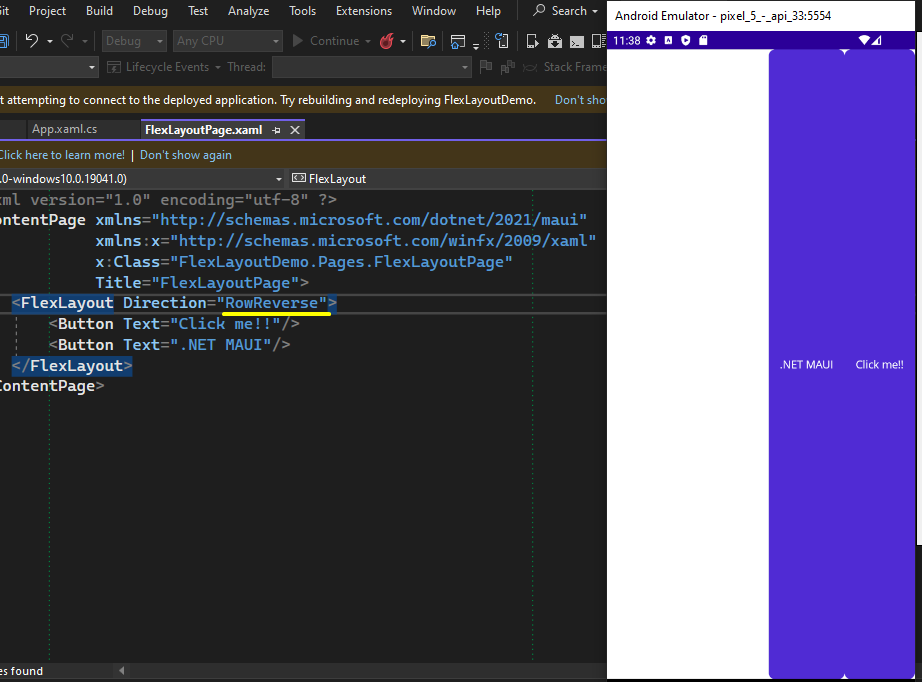 it Project Build Debug Test Analyze Tools Extensions Window Help Search
Debug Any CPU Continue
Lifecycle Events Thread: Stack Frame
t attempting to connect to the deployed application. Try rebuilding and redeploying FlexLayoutDemo. Don't sho
App.xaml.cs FlexLayoutPage.xaml
Click here to learn more! | Don't show again
.0-windows10.0.19041.0) FlexLayout
ml version="1.0" encoding="utf-8" ?>
ontentPage xmlns="http://schemas.microsoft.com/dotnet/2021/maui"
xmlns:x="http://schemas.microsoft.com/winfx/2009/xaml"
x:Class="FlexLayoutDemo.Pages.FlexLayoutPage"
Title="FlexLayoutPage">
<FlexLayout Direction="RowReverse">
<Button Text="Click me!!"/>
<Button Text=".NET MAUI"/>
</FlexLayout>
ContentPage>
es found
Android Emulator - pixel_5_-_api_33:5554
11:38
.NET MAUI Click me!!